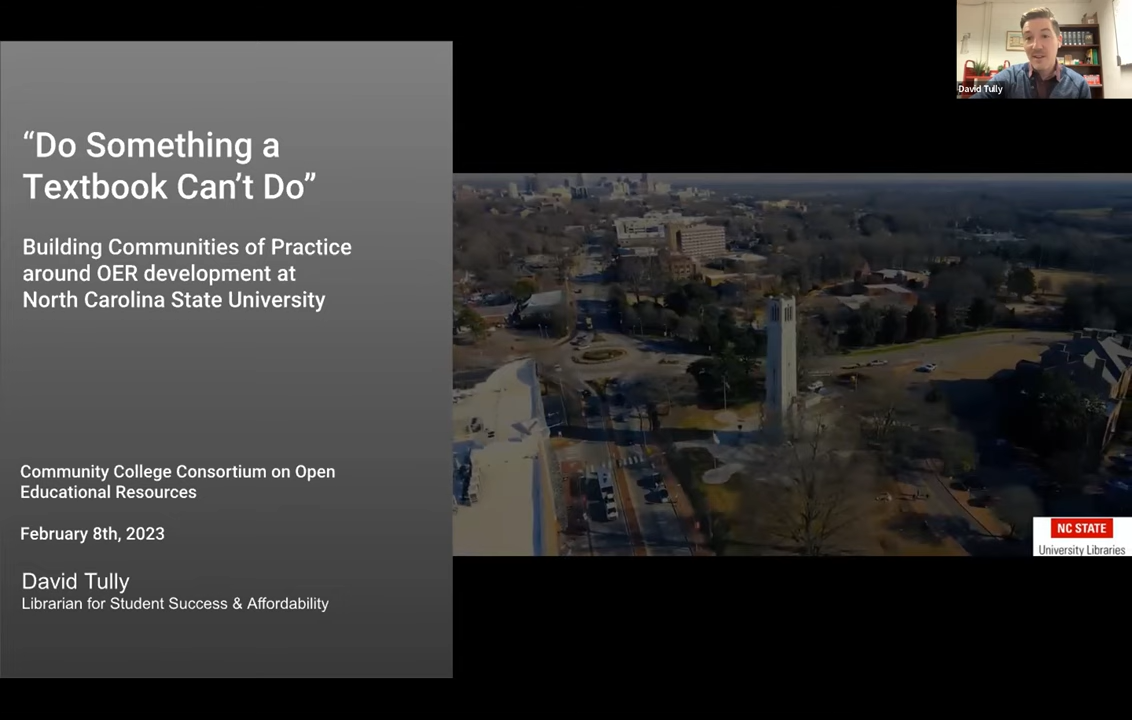 “Do Something a
Textbook Can’t Do”
Building Communities of Practice
around OER development at
North Carolina State University
Community College Consortium on Open
Educational Resources
February 8th, 2023
David Tully
Librarian for Student Success & Affordability
David Tully
NC STATE
University Libraries